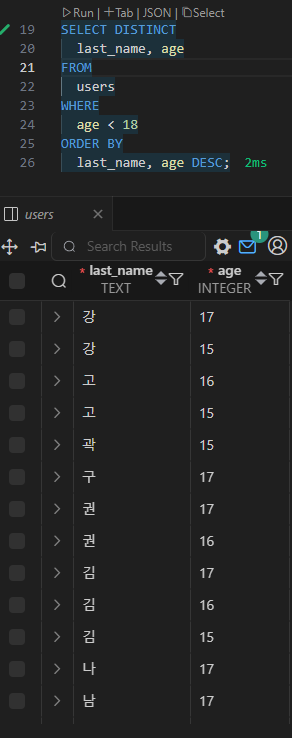 Run | Tab | JSON | Select
19 SELECT DISTINCT
20 last_name, age
21 FROM
22 users
23 WHERE
24 age < 18
25 ORDER BY
26 last_name, age DESC; 2ms
users
Search Results 1
* last_name * age
TEXT INTEGER
강 17
강 15
고 16
고 15
곽 15
구 17
권 17
권 16
김 17
김 16
김 15
나 17
남 17